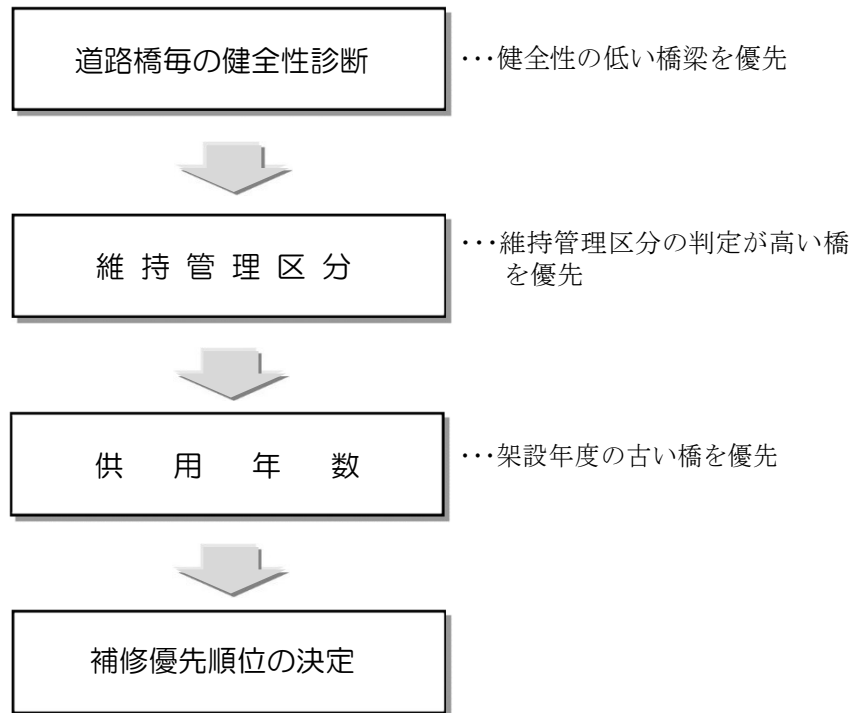 道路橋毎の健全性診断
･･･健全性の低い橋梁を優先
維持管理区分
･･･維持管理区分の判定が高い橋
を優先
供用年数
･･･架設年度の古い橋を優先
補修優先順位の決定